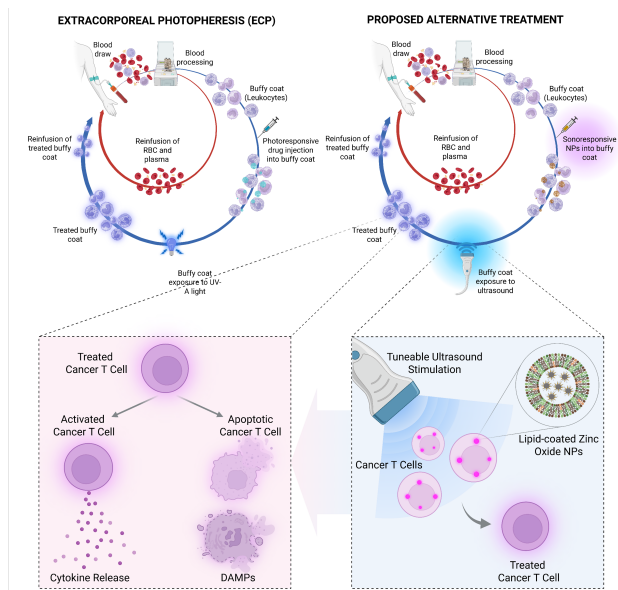 EXTRACORPOREAL PHOTOPHERESIS (ECP)
Blood
draw
Blood
processing
Buffy coat
(Leukocytes)
Photoresponsive
drug injection
into buffy coat
Reinfusion of
RBC and
plasma
Reinfusion of
treated buffy
coat
Treated buffy
coat
Buffy coat
exposure to UV-
A light
PROPOSED ALTERNATIVE TREATMENT
Blood
draw
Blood
processing
Buffy coat
(Leukocytes)
Sonoresponsive
NPs into buffy
coat
Reinfusion of
RBC and
plasma
Reinfusion of
treated buffy
coat
Treated buffy
coat
Buffy coat
exposure to
ultrasound
Treated
Cancer T Cell
Activated
Cancer T Cell
Apoptotic
Cancer T Cell
Cytokine Release
DAMPs
Tuneable Ultrasound
Stimulation
Lipid-coated Zinc
Oxide NPs
Cancer T Cells
Treated
Cancer T Cell